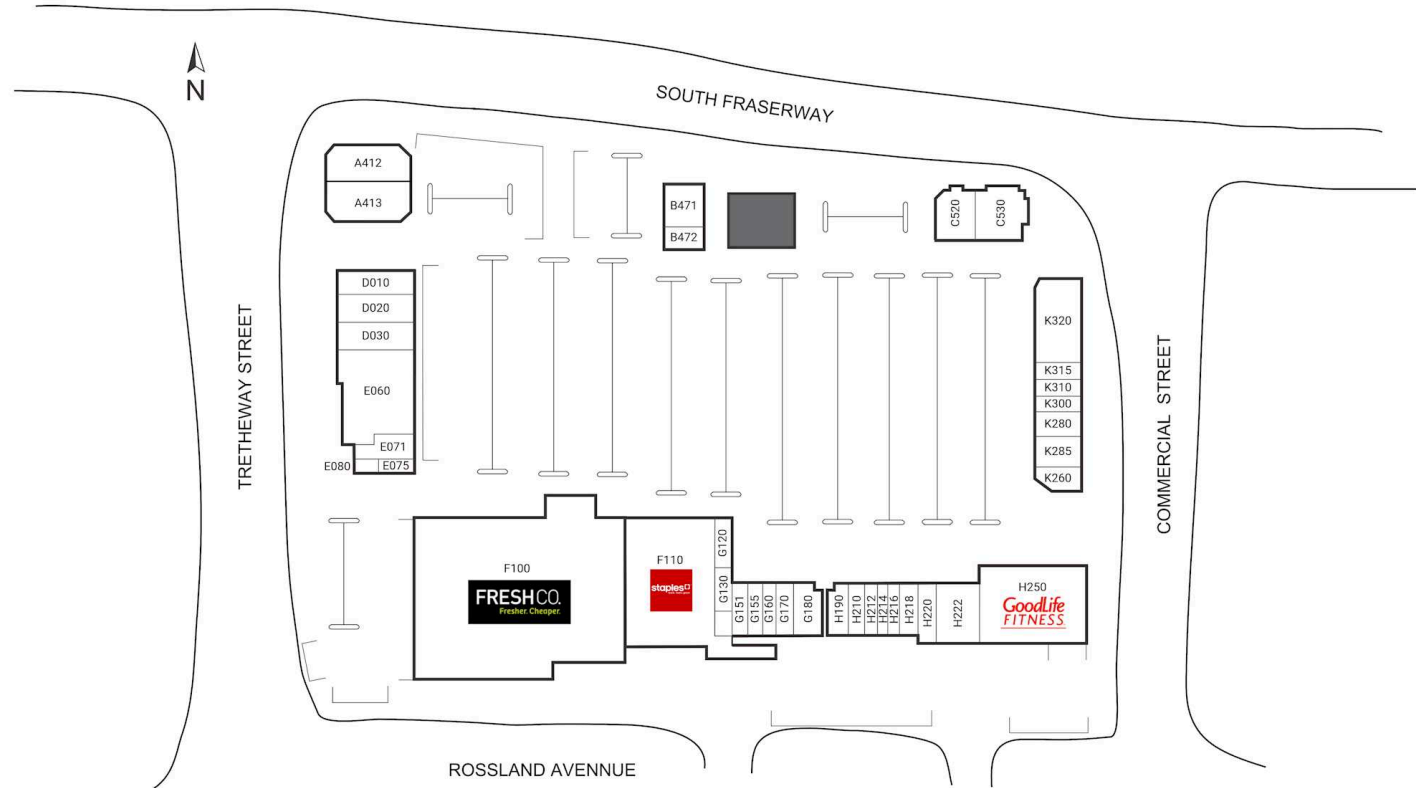 N
SOUTH FRASERWAY
A412
A413
B471
B472
C520
C530
D010
D020
D030
E060
E071
E080
E075
TRETHEWAY STREET
K320
K315
K310
K300
K280
K285
K260
COMMERCIAL STREET
F100
FRESHCO.
Fresher. Cheaper.
F110
staples
G120
G130
G151
G155
G160
G170
G180
H190
H210
H212
H214
H216
H218
H220
H222
H250
GoodLife
FITNESS
ROSSLAND AVENNUE